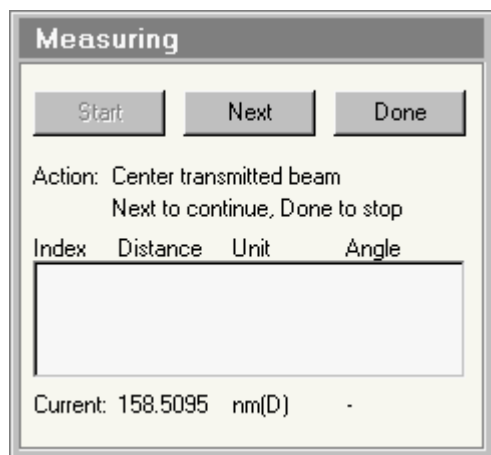 Measuring
Start Next Done
Action: Center transmitted beam
Next to continue, Done to stop
Index Distance Unit Angle
Current: 158.5095 nm(D) -